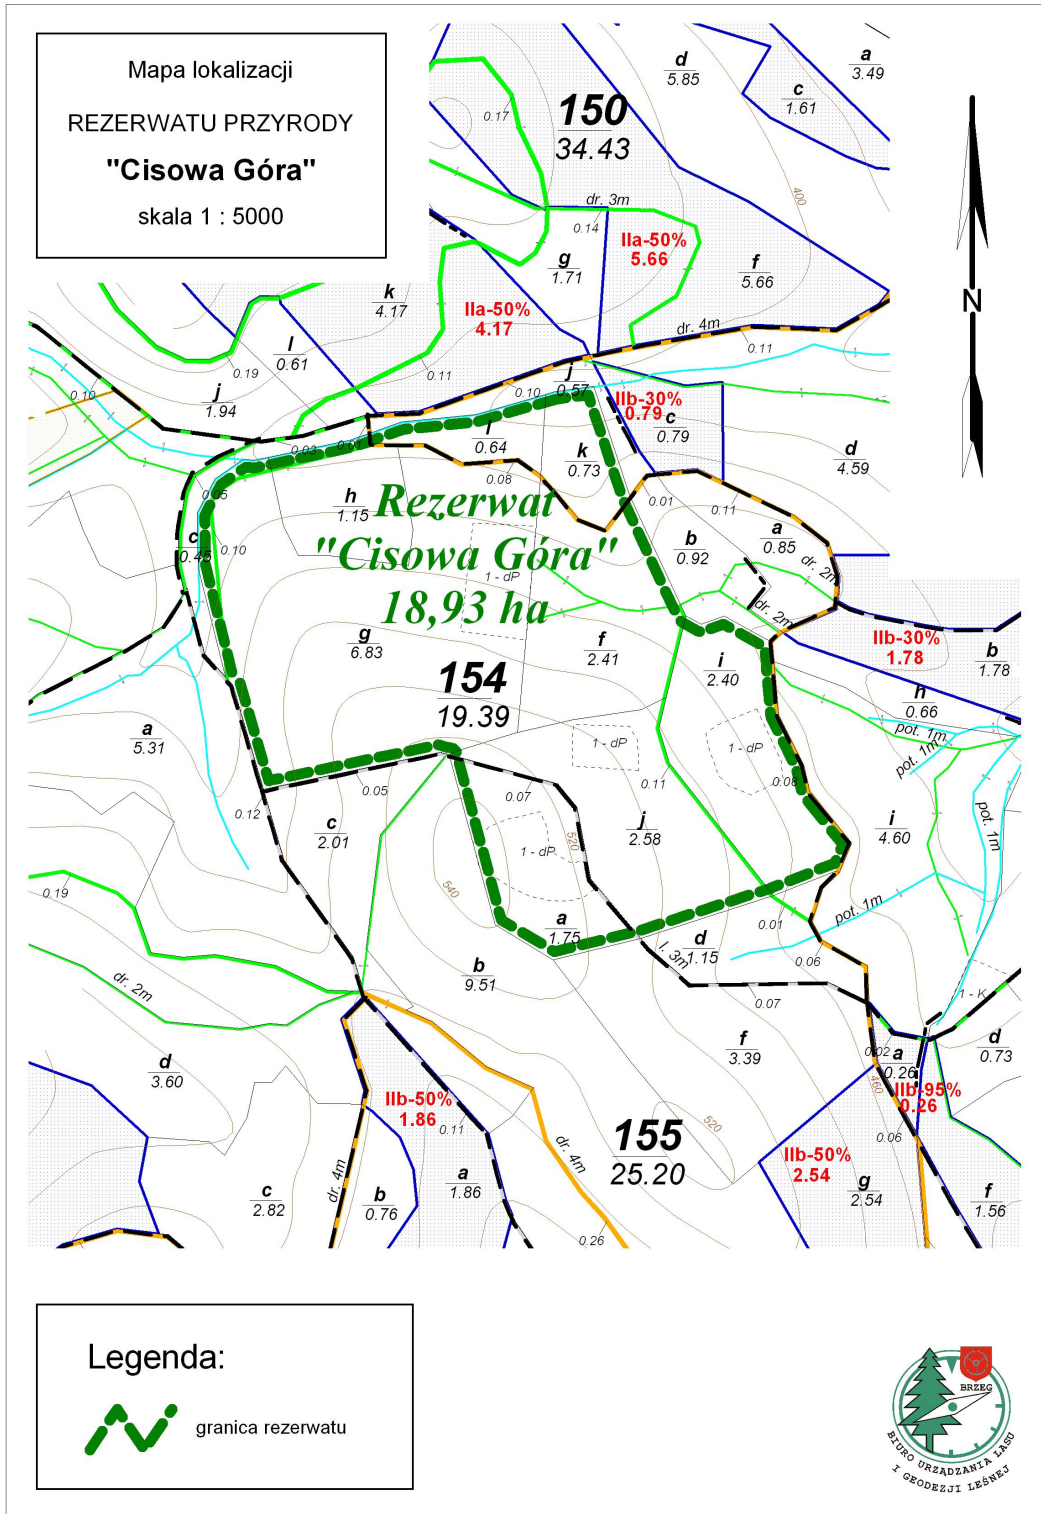 Mapa lokalizacji
REZERWATU PRZYRODY
"Cisowa Góra"
skala 1 : 5000
d
5.85
a
3.49
c
1.61
0.17
150
34.43
400
dr. 3m
0.14
IIa-50%
5.66
g
1.71
f
5.66
k
4.17
IIa-50%
4.17
dr. 4m
0.11
l
0.61
0.19
0.11
j
0.57
0.10
0.10
j
1.94
IIb-30%
0.79
c
0.79
l
0.64
0.03
0.01
k
0.73
d
4.59
0.08
h
1.15
0.05
0.01
0.11
Rezerwat
"Cisowa Góra"
18,93 ha
c
0.45
0.10
a
0.85
b
0.92
dr. 2m
1 - dP
dr. 2m
IIb-30%
1.78
b
1.78
g
6.83
f
2.41
i
2.40
154
19.39
h
0.66
a
5.31
pot. 1m
pot. 1m
1 - dP
1 - dP
0.05
0.07
0.11
0.08
0.12
c
2.01
520
j
2.58
i
4.60
pot. 1m
1 - dP
540
0.19
a
1.75
0.01
pot. 1m
d
1.15
l. 3m
0.06
b
9.51
dr. 2m
0.07
1 - K
f
3.39
0.02
a
0.26
d
0.73
d
3.60
460
IIb-95%
0.26
IIb-50%
1.86
0.11
520
155
25.20
0.06
dr. 4m
IIb-50%
2.54
dr. 4m
g
2.54
a
1.86
c
2.82
b
0.76
f
1.56
0.26
N
Legenda:
granica rezerwatu
BRZEG
BIURO URZĄDZANIA LASU
I GEODEZJI LEŚNEJ